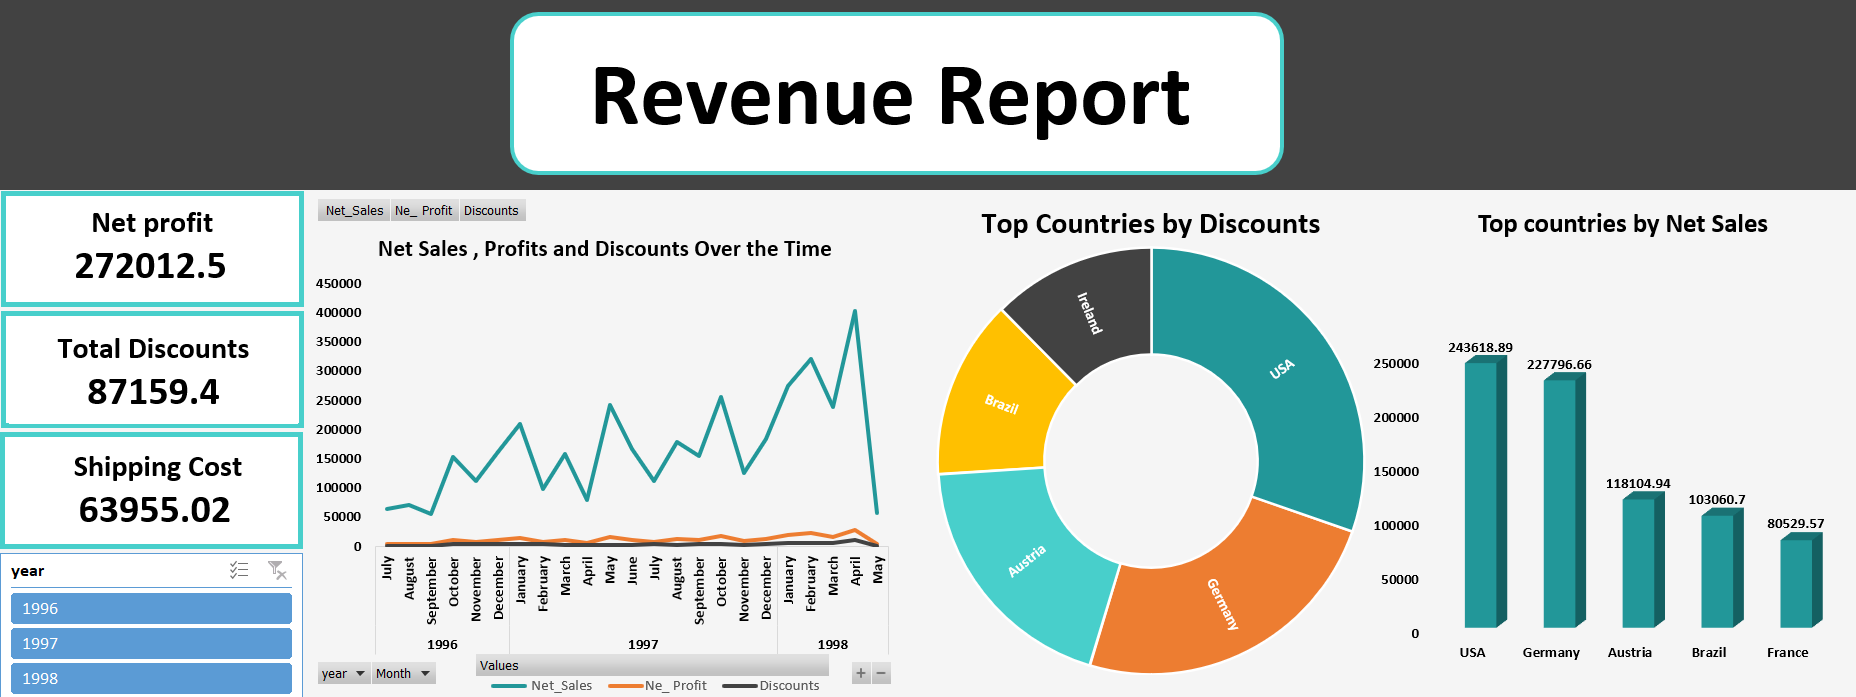 Revenue Report
Net profit
272012.5
Total Discounts
87159.4
Shipping Cost
63955.02
year
1996
1997
1998
Net_Sales Ne_ Profit Discounts
Net Sales , Profits and Discounts Over the Time
450000
400000
350000
300000
250000
200000
150000
100000
50000
0
July
August
September
October
November
December
January
February
March
April
May
June
July
August
September
October
November
December
January
February
March
April
May
1996 1997 1998
year Month
Values
Net_Sales Ne_ Profit Discounts
Top Countries by Discounts
USA
Germany
Austria
Brazil
Ireland
Top countries by Net Sales
250000
200000
150000
100000
50000
0
243618.89
227796.66
118104.94
103060.7
80529.57
USA Germany Austria Brazil France